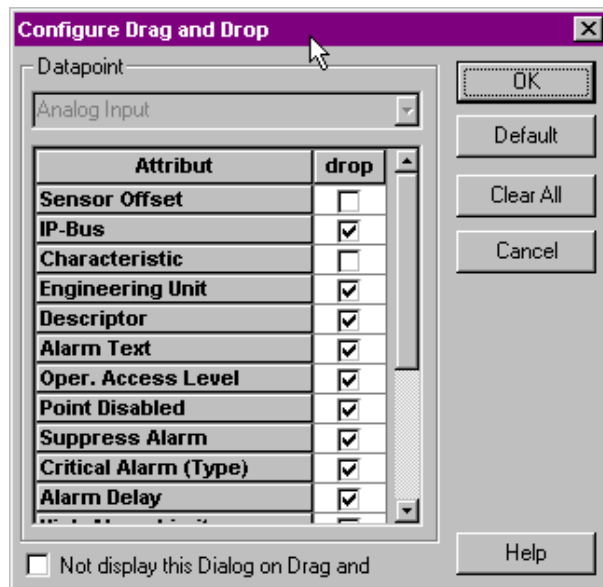 Configure Drag and Drop
Datapoint
Analog Input
Attribut drop
Sensor Offset
IP-Bus
Characteristic
Engineering Unit
Descriptor
Alarm Text
Oper. Access Level
Point Disabled
Suppress Alarm
Critical Alarm (Type)
Alarm Delay
Not display this Dialog on Drag and
OK
Default
Clear All
Cancel
Help